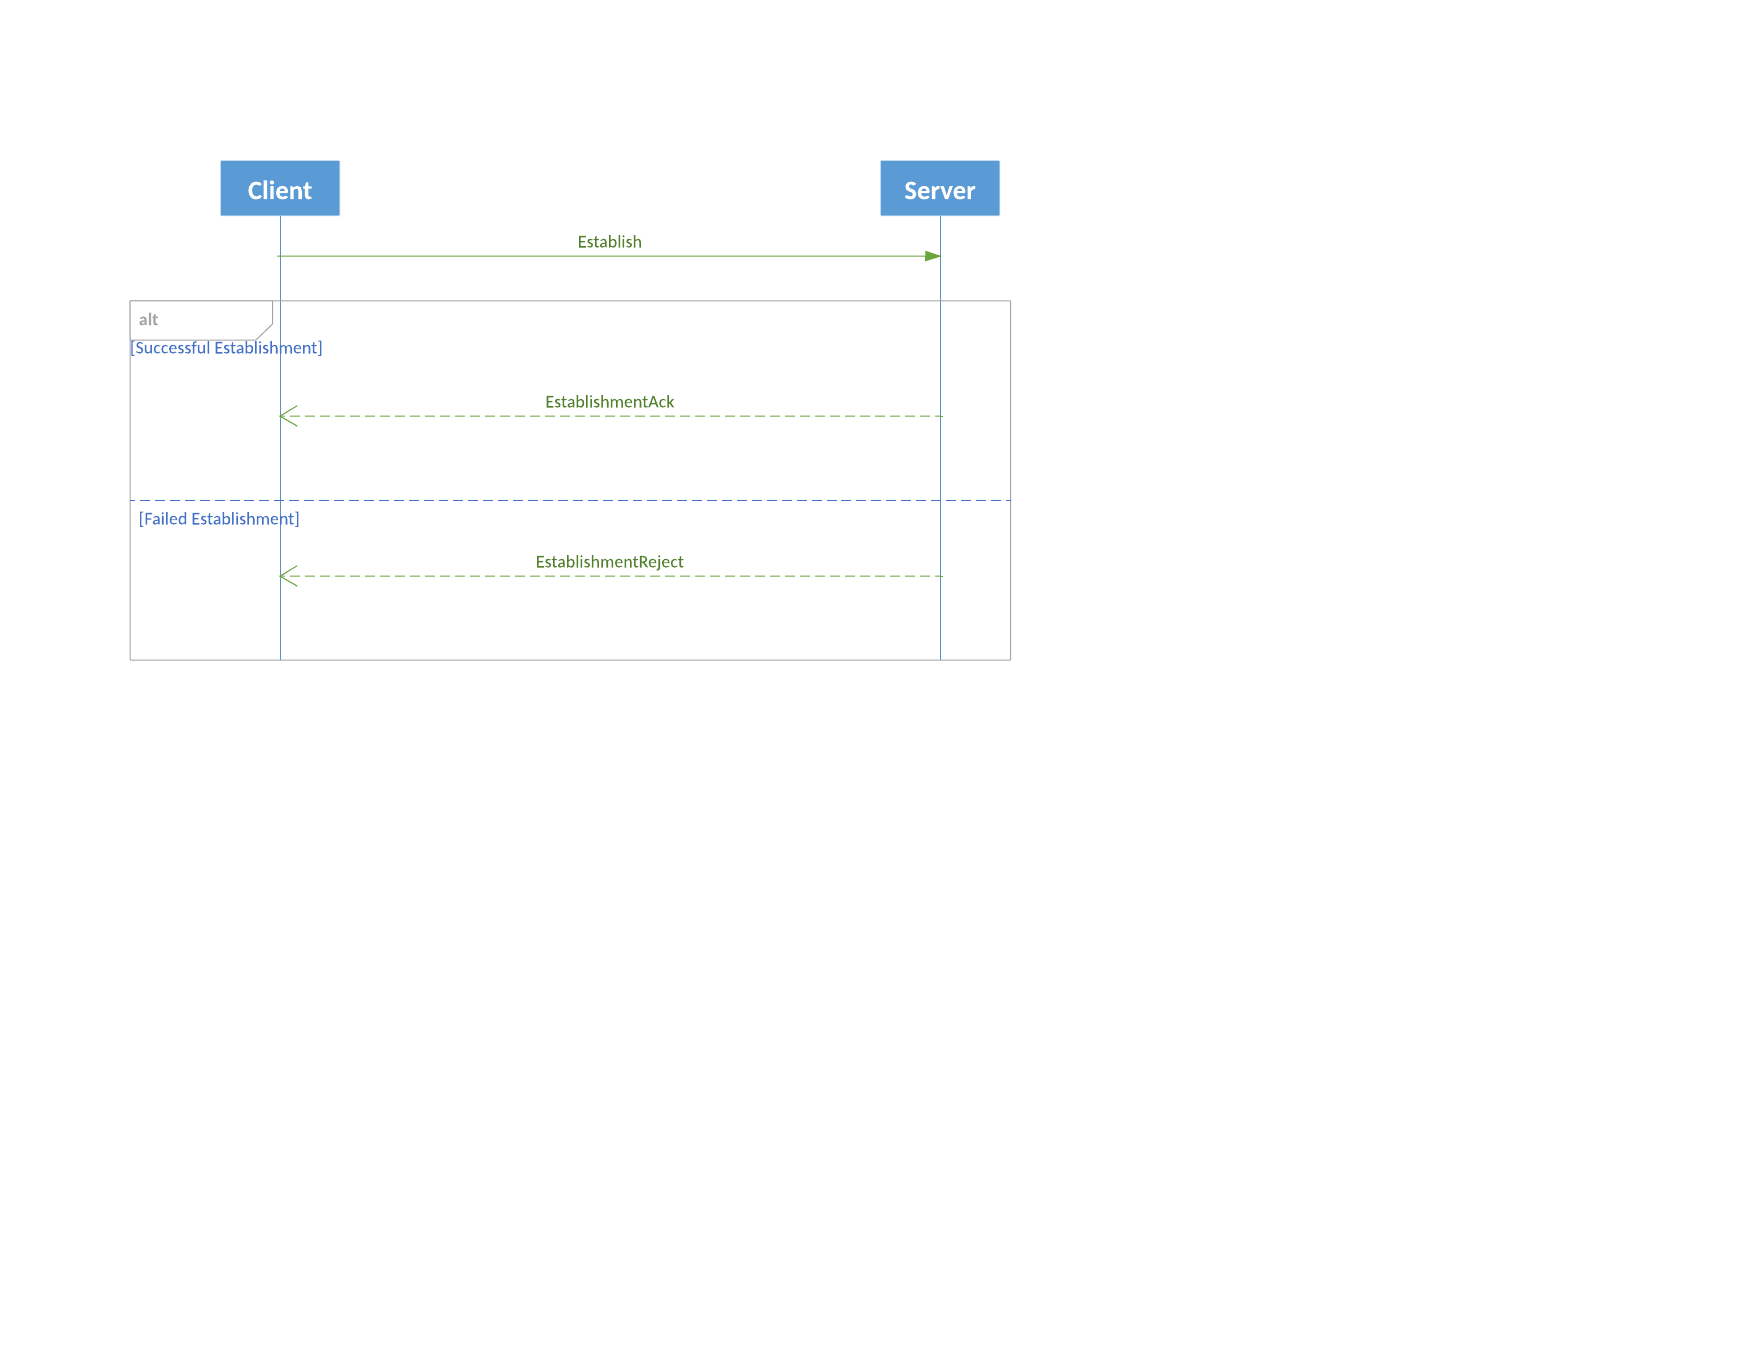 Client
Server
Establish
alt
[Successful Establishment]
EstablishmentAck
[Failed Establishment]
EstablishmentReject